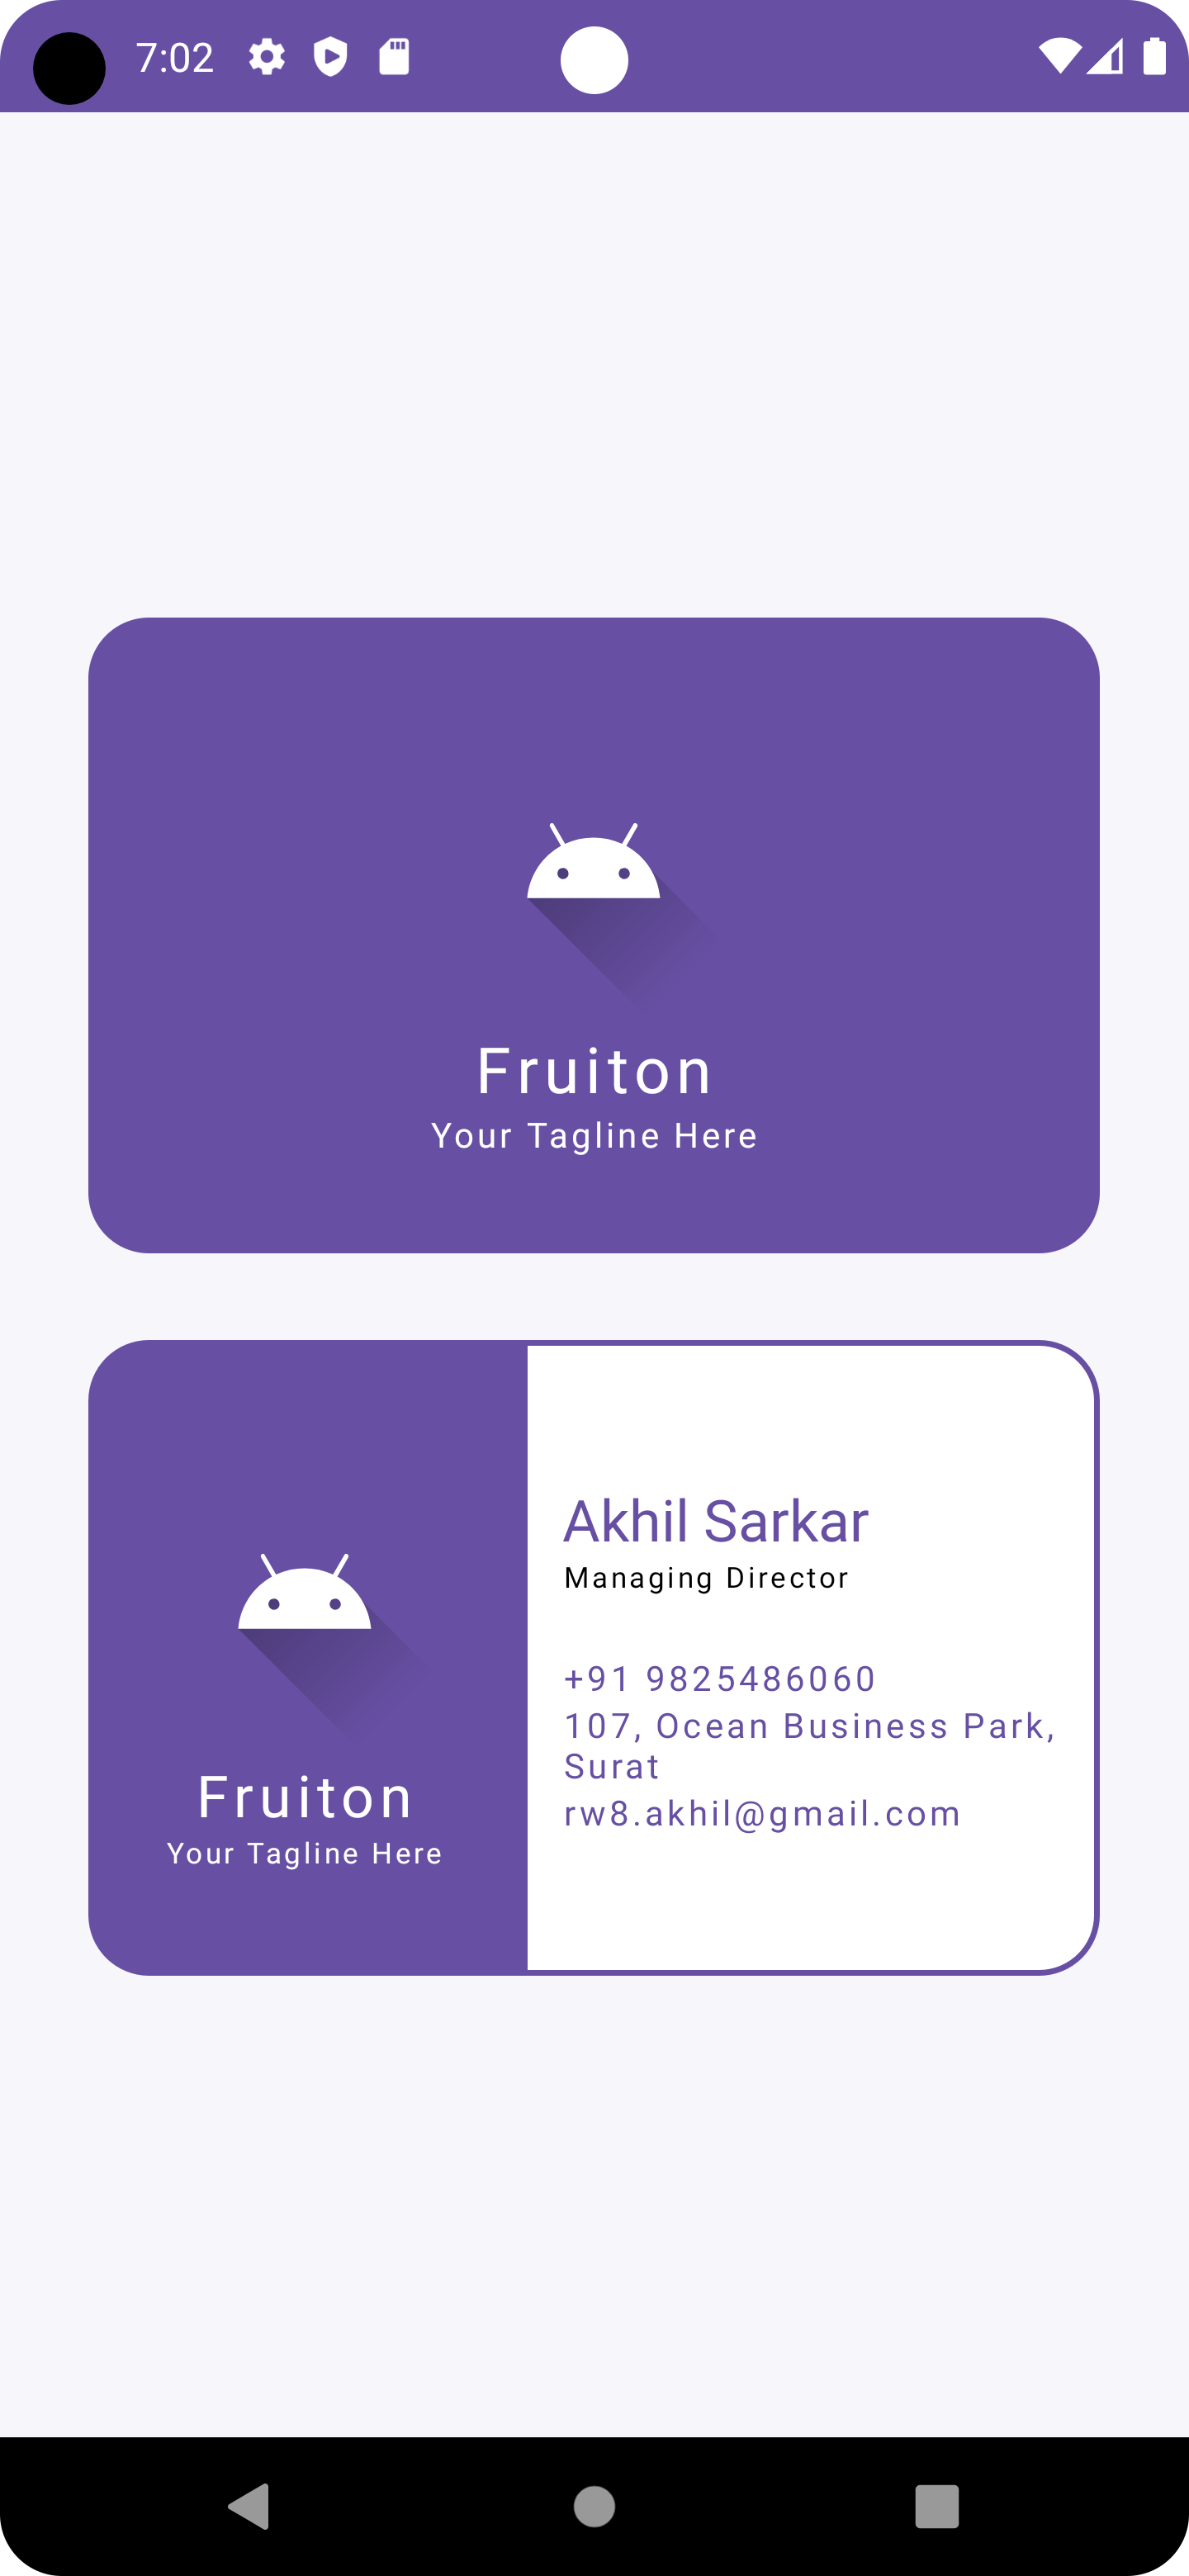 7:02
Fruiton
Your Tagline Here
Fruiton
Your Tagline Here
Akhil Sarkar
Managing Director
+91 9825486060
107, Ocean Business Park,
Surat
rw8.akhil@gmail.com